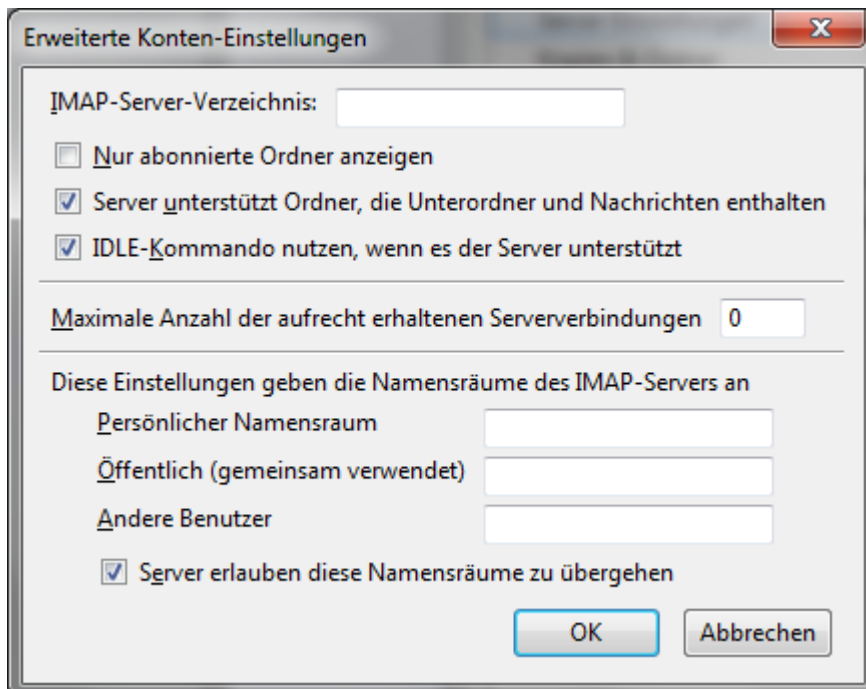 Erweiterte Konten-Einstellungen
IMAP-Server-Verzeichnis:
Nur abonnierte Ordner anzeigen
Server unterstützt Ordner, die Unterordner und Nachrichten enthalten
IDLE-Kommando nutzen, wenn es der Server unterstützt
Maximale Anzahl der aufrecht erhaltenen Serververbindungen 0
Diese Einstellungen geben die Namensräume des IMAP-Servers an
Persönlicher Namensraum
Öffentlich (gemeinsam verwendet)
Andere Benutzer
Server erlauben diese Namensräume zu übergehen
OK Abbrechen